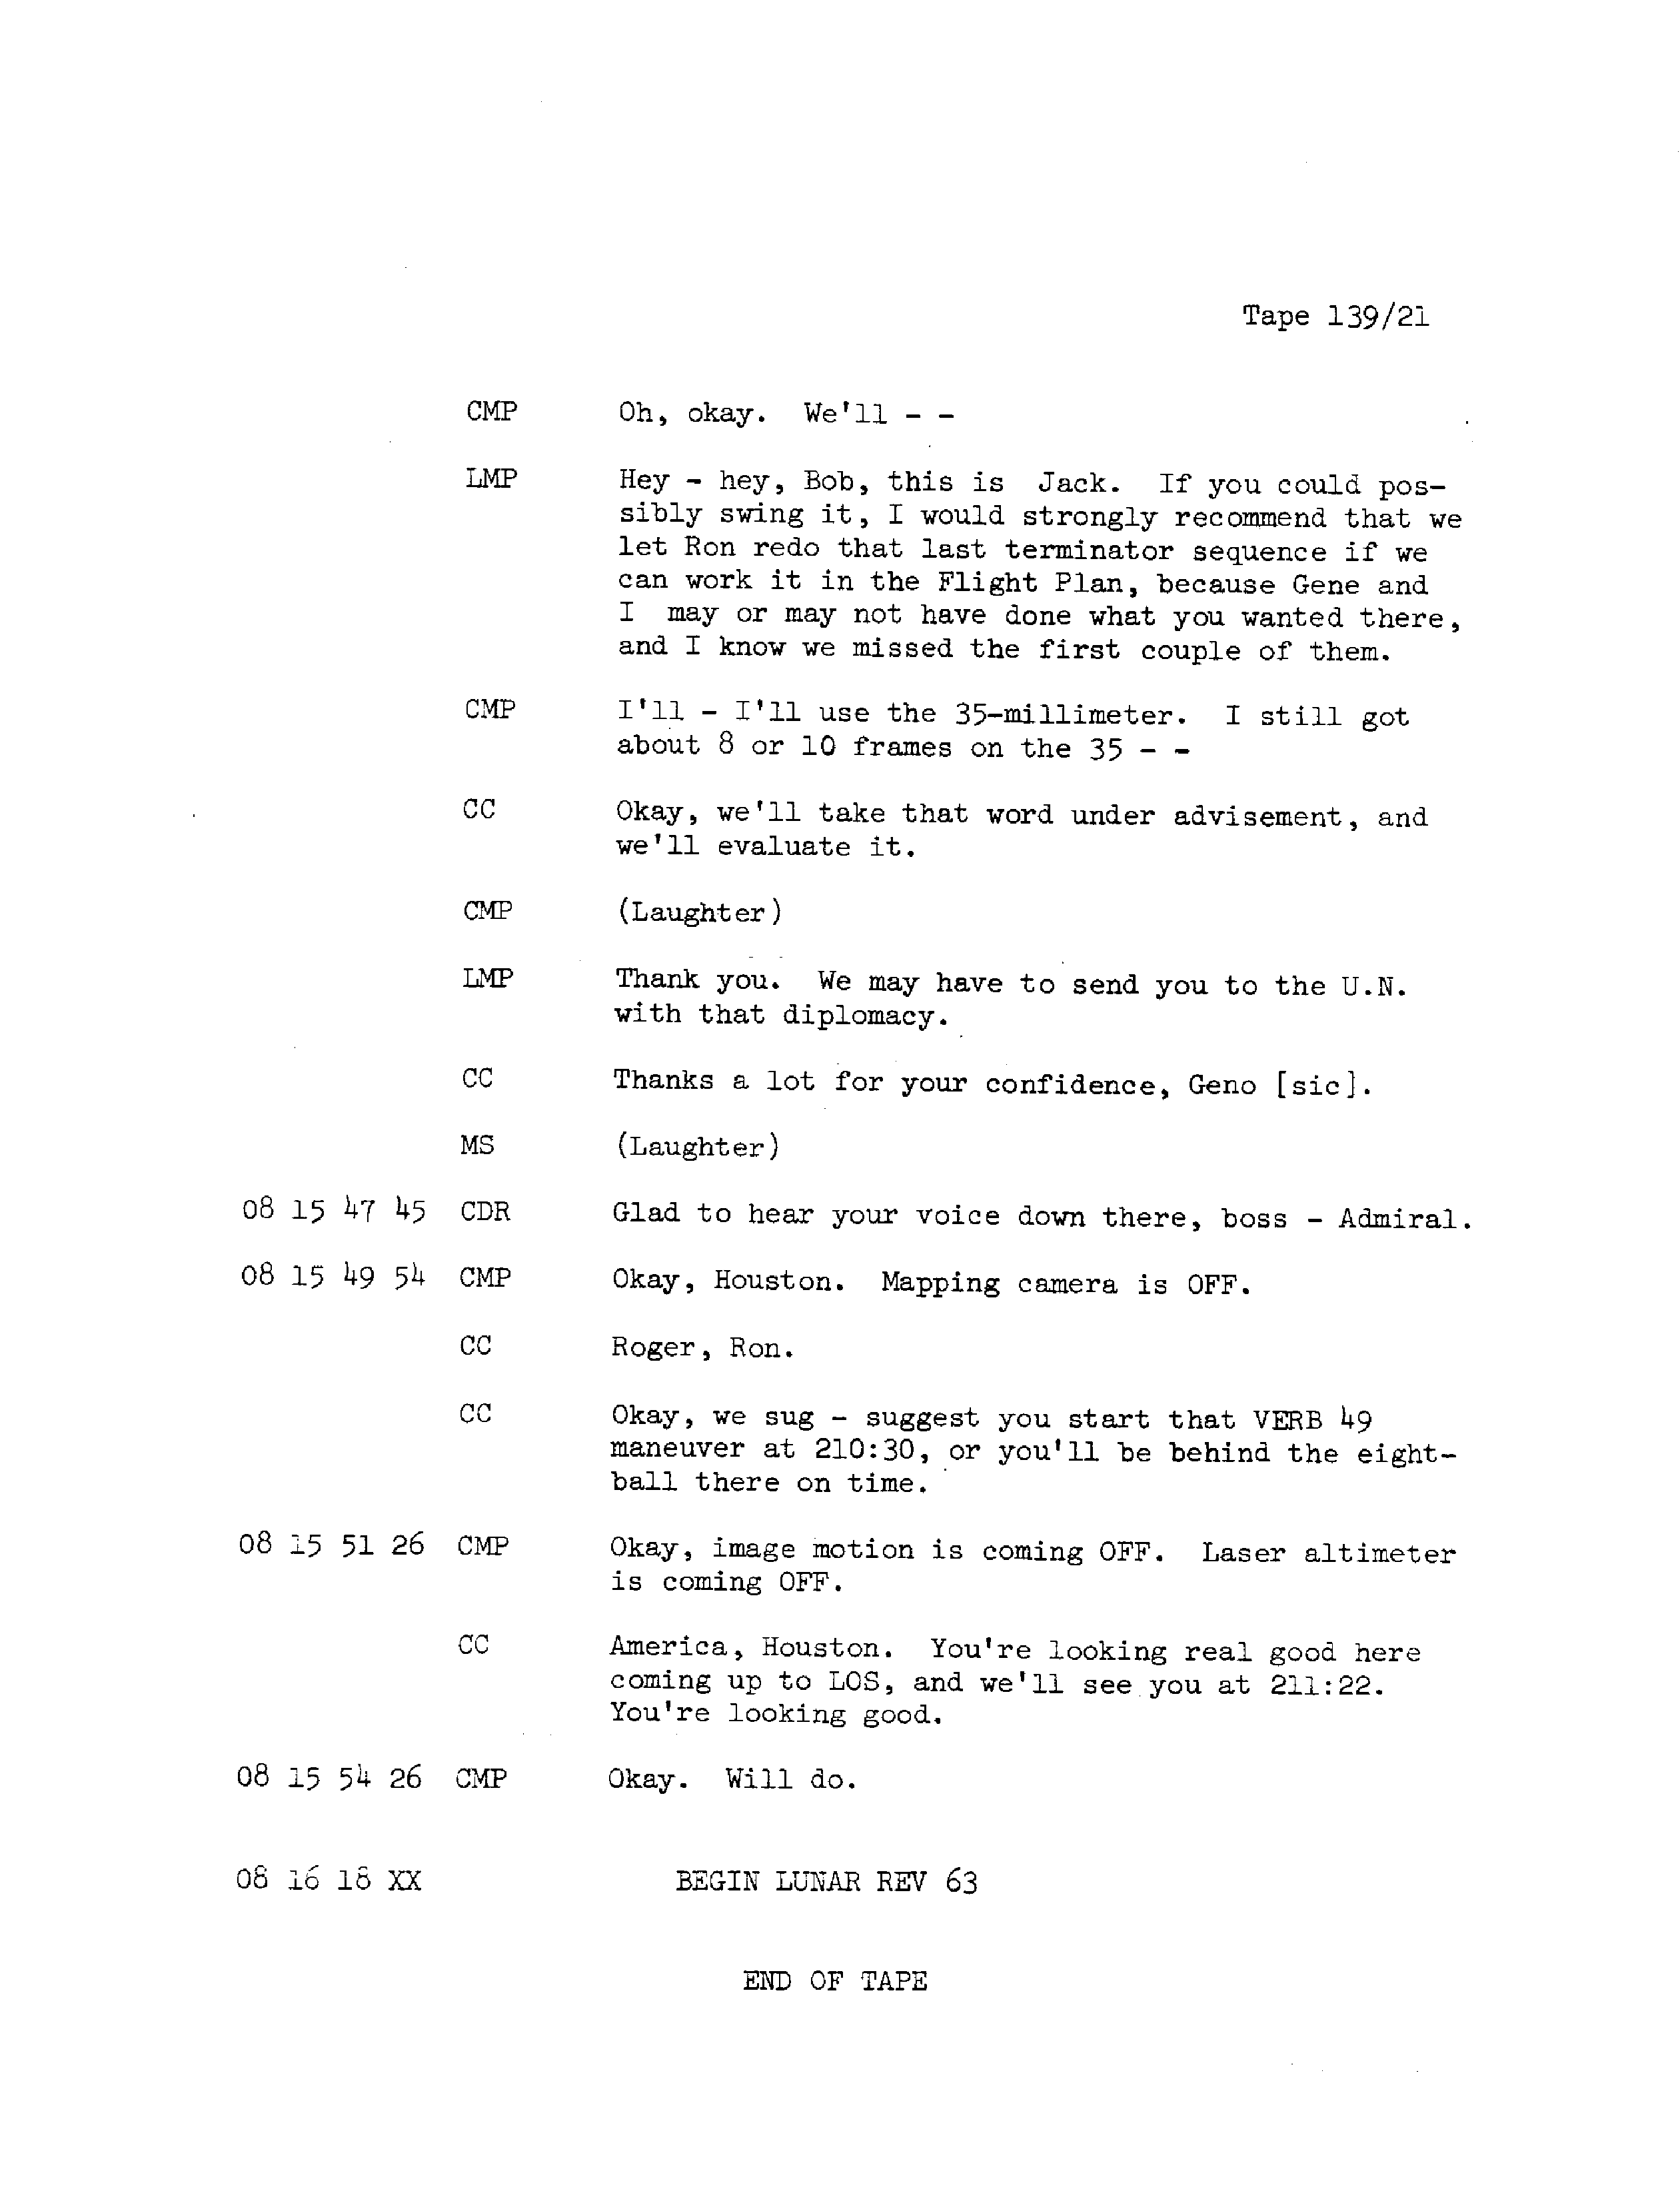 Tape 139/21
CMP Oh, okay. We'll - -
LMP Hey - hey, Bob, this is Jack. If you could pos-
sibly swing it, I would strongly recommend that we
let Ron redo that last terminator sequence if we
can work it in the Flight Plan, because Gene and
I may or may not have done what you wanted there,
and I know we missed the first couple of them.
CMP I'll - I'll use the 35-millimeter. I still got
about 8 or 10 frames on the 35 - -
CC Okay, we'll take that word under advisement, and
we'll evaluate it.
CMP (Laughter)
LMP Thank you. We may have to send you to the U.N.
with that diplomacy.
CC Thanks a lot for your confidence, Geno [sic].
MS (Laughter)
08 15 47 45 CDR Glad to hear your voice down there, boss - Admiral.
08 15 49 54 CMP Okay, Houston. Mapping camera is OFF.
CC Roger, Ron.
CC Okay, we sug - suggest you start that VERB 49
maneuver at 210:30, or you'll be behind the eight-
ball there on time.
08 15 51 26 CMP Okay, image motion is coming OFF. Laser altimeter
is coming OFF.
CC America, Houston. You're looking real good here
coming up to LOS, and we'll see you at 211:22.
You're looking good.
08 15 54 26 CMP Okay. Will do.
08 16 18 XX BEGIN LUNAR REV 63
END OF TAPE